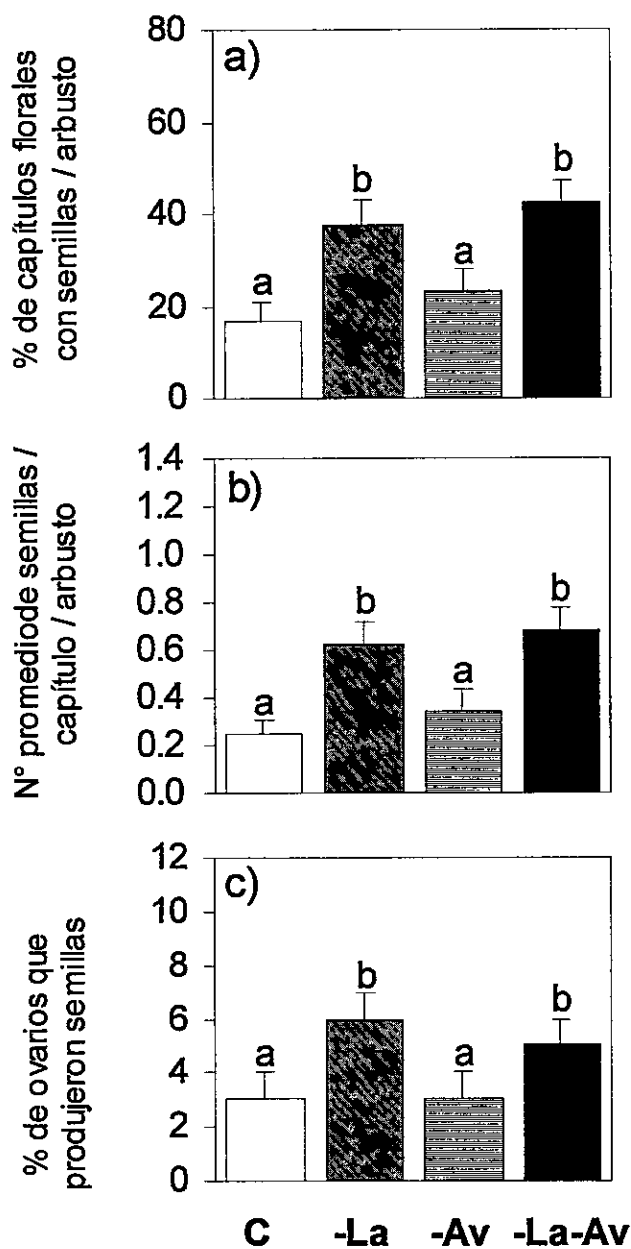 % de capítulos florales
con semillas / arbusto
80
60
40
20
0
a)
a
b
a
b
N° promediode semillas /
capítulo / arbusto
1.4
1.2
1.0
0.8
0.6
0.4
0.2
0.0
b)
a
b
a
b
% de ovarios que
produjeron semillas
12
10
8
6
4
2
0
c)
a
b
a
b
C -La -Av -La-Av